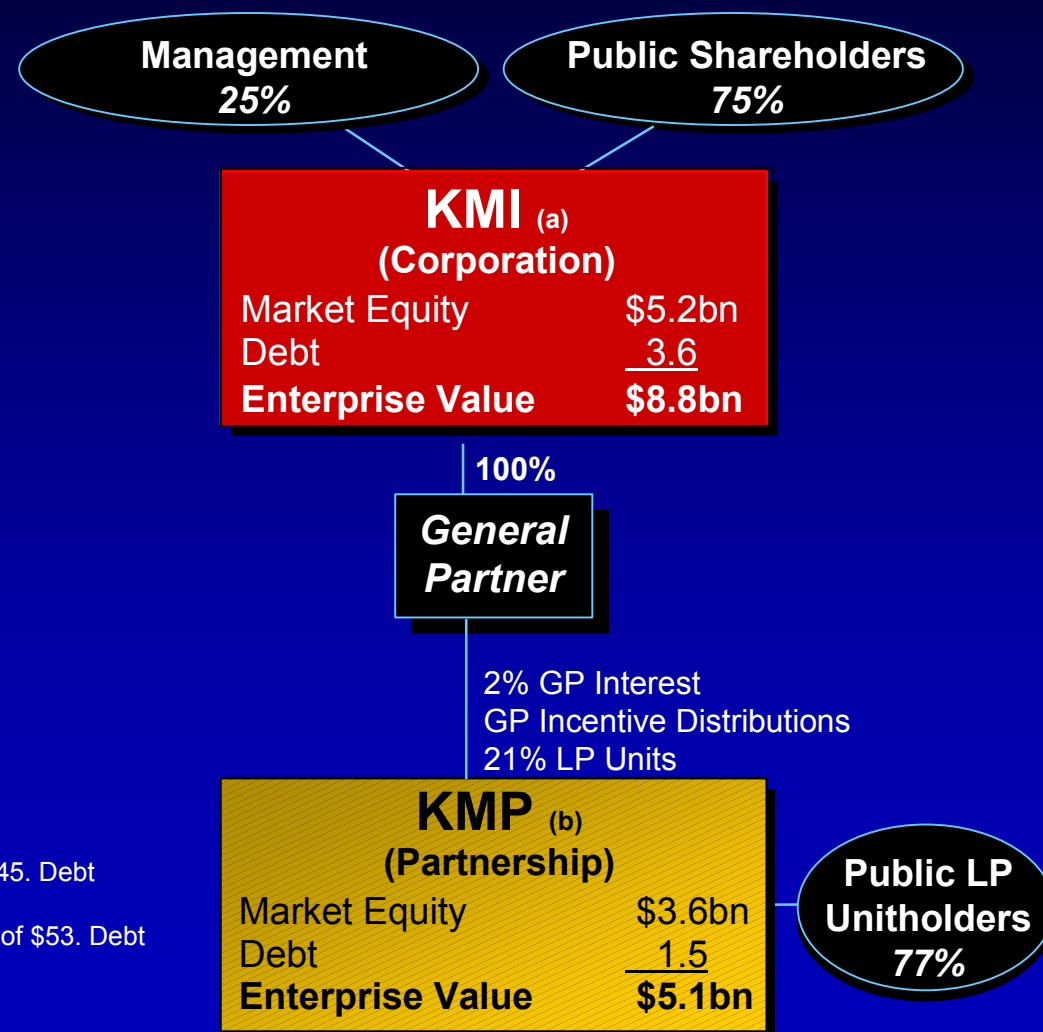 Management
25%
Public Shareholders
75%
KMI (a)
(Corporation)
Market Equity $5.2bn
Debt 3.6
Enterprise Value $8.8bn
100%
General
Partner
2% GP Interest
GP Incentive Distributions
21% LP Units
KMP (b)
(Partnership)
Market Equity $3.6bn
Debt 1.5
Enterprise Value $5.1bn
Public LP
Unitholders
77%
45. Debt
of $53. Debt